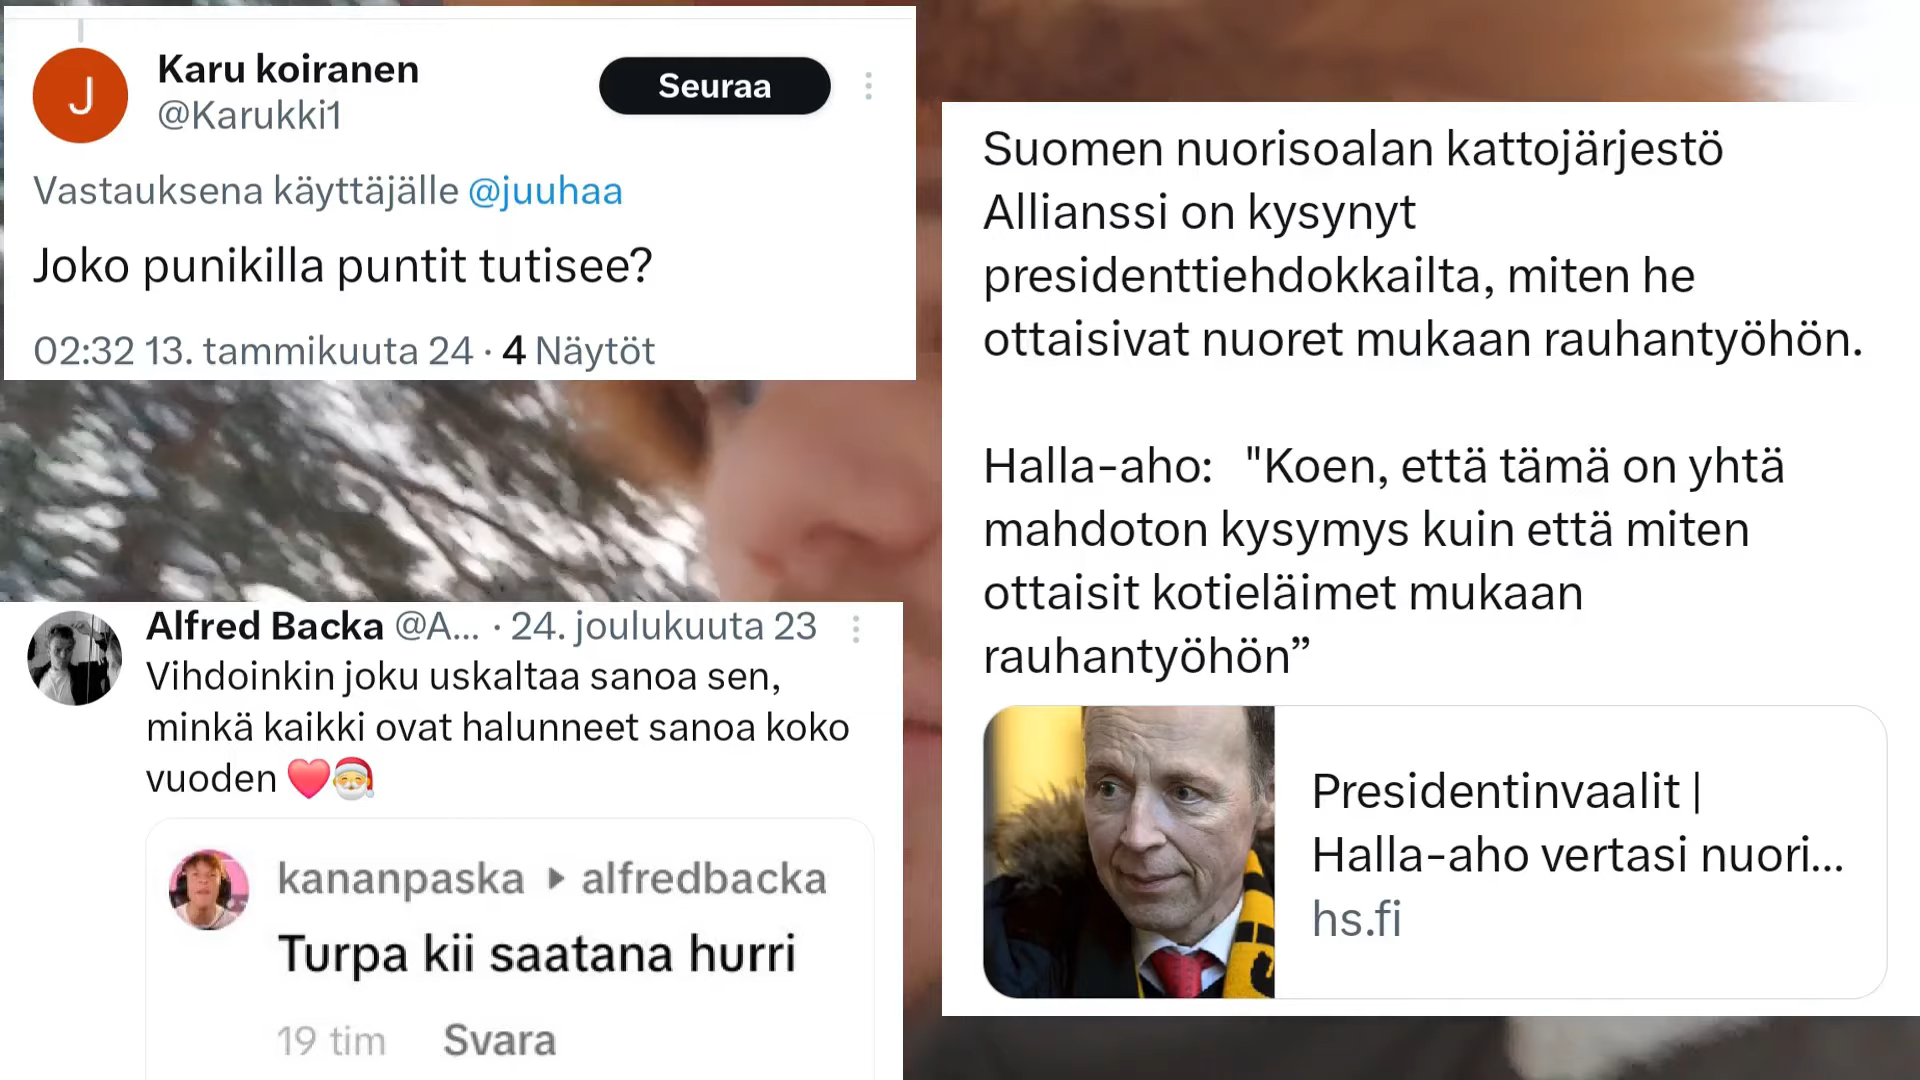 J
Karu koiranen
@Karukki1
Seuraa
Vastauksena käyttäjälle @juuhaa
Joko punikilla puntit tutisee?
02:32 13. tammikuuta 24 · 4 Näytöt
Alfred Backa @A... · 24. joulukuuta 23
Vihdoinkin joku uskaltaa sanoa sen,
minkä kaikki ovat halunneet sanoa koko
vuoden ❤️🎅
kananpaska ▸ alfredbacka
Turpa kii saatana hurri
19 tim Svara
Suomen nuorisoalan kattojärjestö
Allianssi on kysynyt
presidenttiehdokkailta, miten he
ottaisivat nuoret mukaan rauhantyöhön.
Halla-aho: "Koen, että tämä on yhtä
mahdoton kysymys kuin että miten
ottaisit kotieläimet mukaan
rauhantyöhön”
Presidentinvaalit |
Halla-aho vertasi nuori...
hs.fi